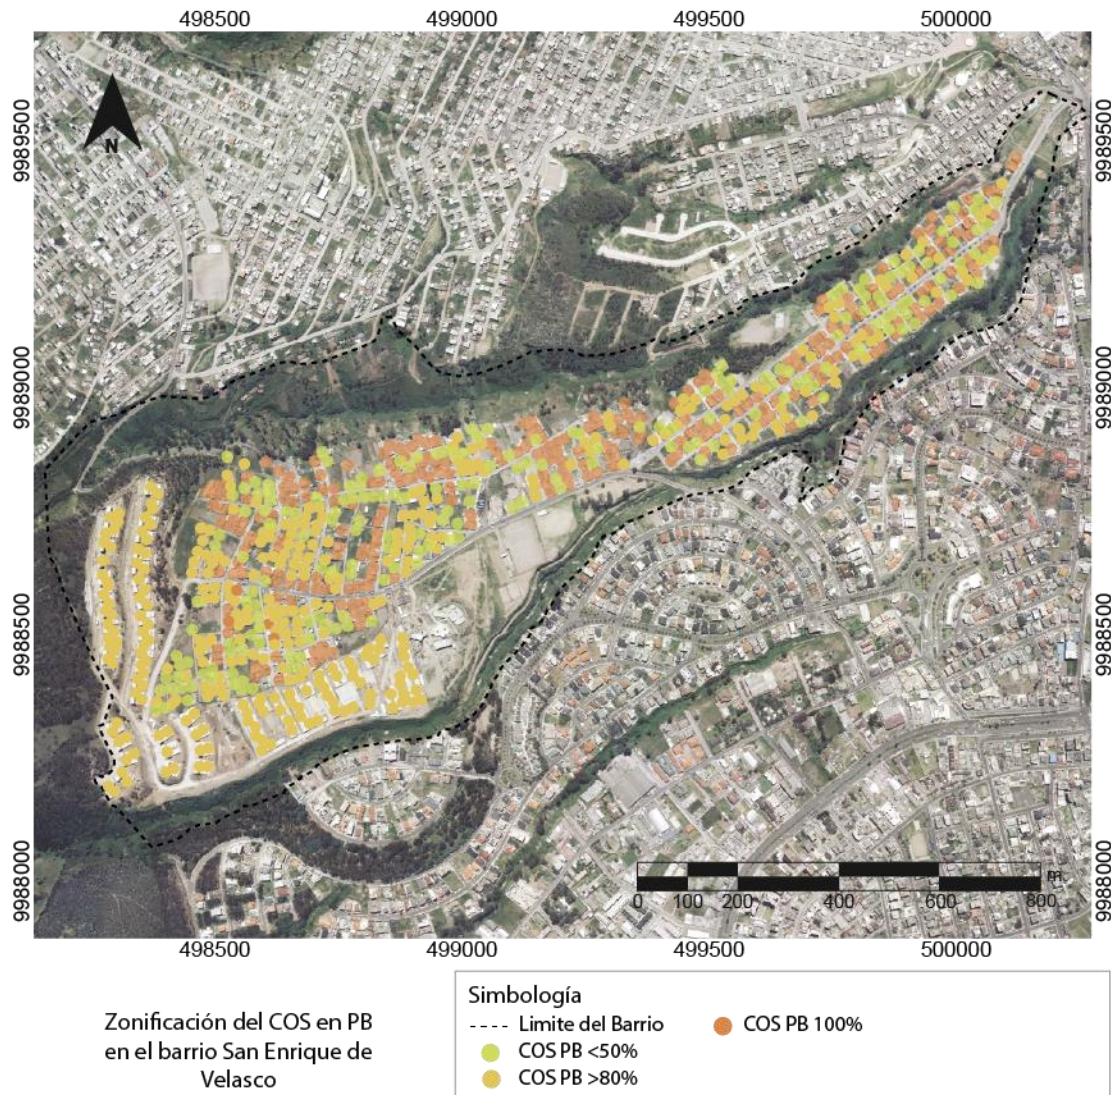 498500 499000 499500 500000
9989500 9989500
N
9989000 9989000
9988500 9988500
9988000 9988000
m.
0 100 200 400 600 800
498500 499000 499500 500000
Zonificación del COS en PB
en el barrio San Enrique de
Velasco
Simbología
Limite del Barrio
COS PB <50%
COS PB >80%
COS PB 100%